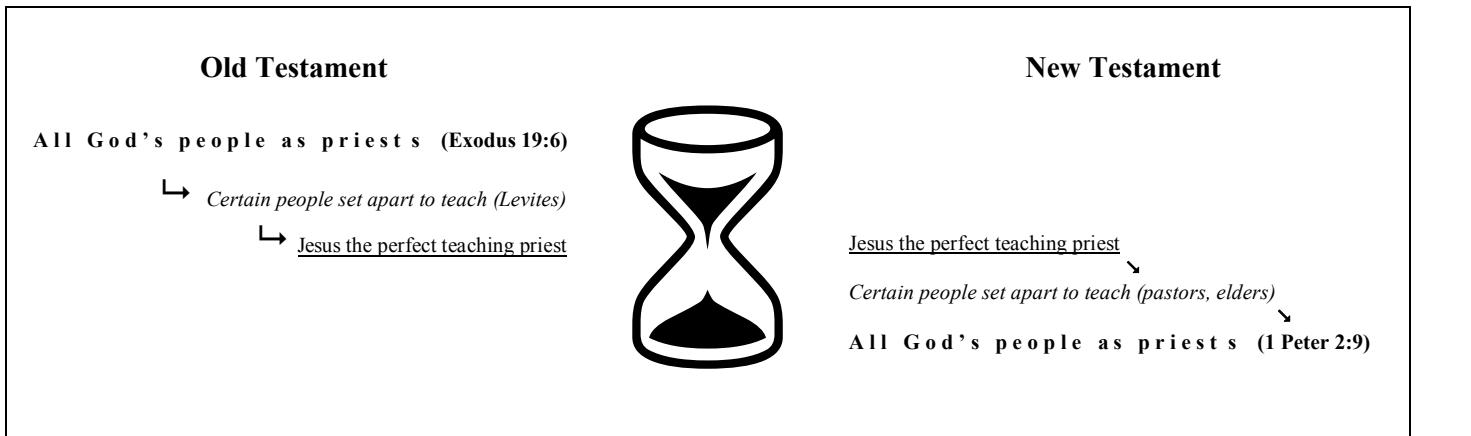 Old Testament
All God’s people as priests (Exodus 19:6)
Certain people set apart to teach (Levites)
Jesus the perfect teaching priest
New Testament
Jesus the perfect teaching priest
Certain people set apart to teach (pastors, elders)
All God’s people as priests (1 Peter 2:9)